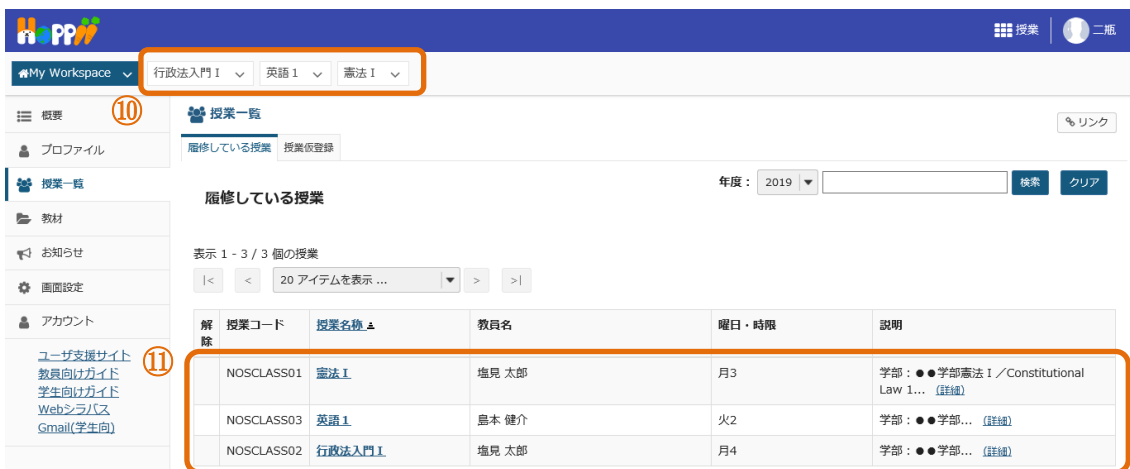 Hoppii
授業
二瓶
My Workspace
行政法入門Ⅰ
英語1
憲法Ⅰ
⑩
概要
プロファイル
授業一覧
教材
お知らせ
画面設定
アカウント
ユーザ支援サイト
教員向けガイド
学生向けガイド
Webシラバス
Gmail(学生向)
授業一覧
リンク
履修している授業 授業仮登録
履修している授業
年度： 2019 検索 クリア
表示 1 - 3 / 3 個の授業
|< < 20 アイテムを表示 ... > >|
解除 授業コード 授業名称 教員名 曜日・時限 説明
⑪
NOSCLASS01 憲法Ⅰ 塩見 太郎 月3 学部：●●学部憲法Ⅰ／Constitutional
Law 1... (詳細)
NOSCLASS03 英語1 島本 健介 火2 学部：●●学部... (詳細)
NOSCLASS02 行政法入門Ⅰ 塩見 太郎 月4 学部：●●学部... (詳細)